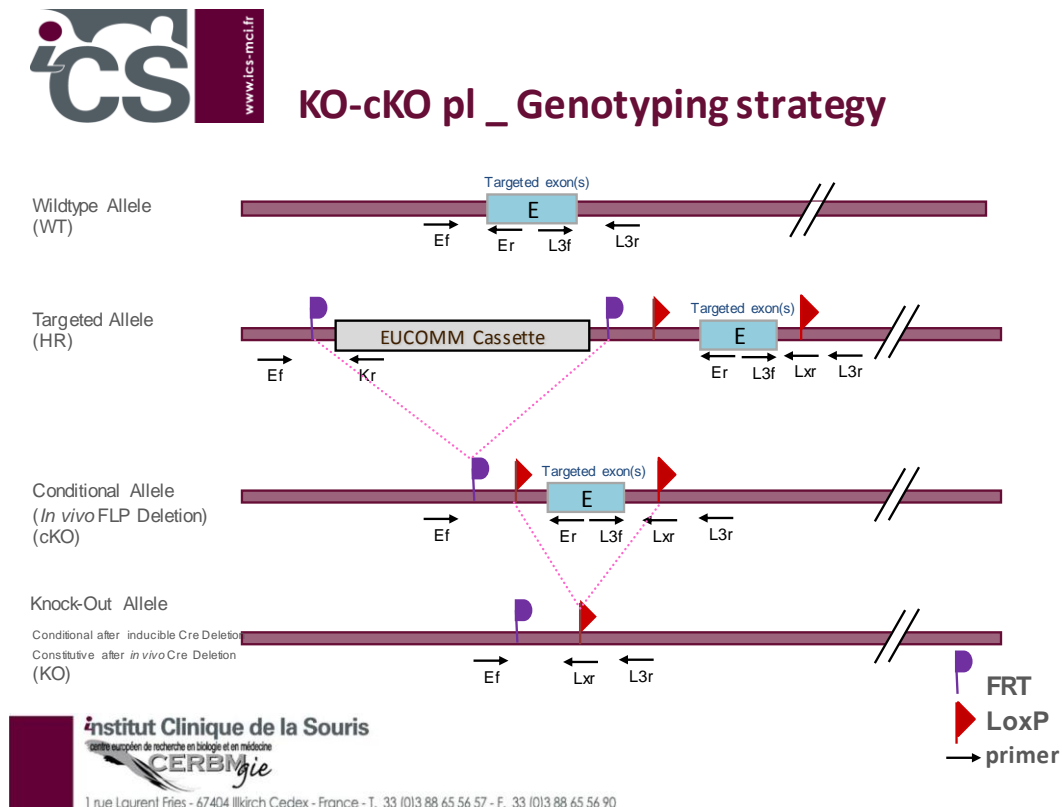 iCS
www.ics-mci.fr
KO-cKO pl _ Genotyping strategy
Wildtype Allele
(WT)
Targeted exon(s)
E
Ef
Er
L3f
L3r
Targeted Allele
(HR)
EUCOMM Cassette
Targeted exon(s)
E
Ef
Kr
Er
L3f
Lxr
L3r
Conditional Allele
(In vivo FLP Deletion)
(cKO)
Targeted exon(s)
E
Ef
Er
L3f
Lxr
L3r
Knock-Out Allele
Conditional after inducible Cre Deletion
Constitutive after in vivo Cre Deletion
(KO)
Ef
Lxr
L3r
FRT
LoxP
primer
institut Clinique de la Souris
centre européen de recherche en biologie et en médecine
CERBM gie
1 rue Laurent Fries - 67404 Illkirch Cedex - France - T. 33 (0)3 88 65 56 57 - F. 33 (0)3 88 65 56 90